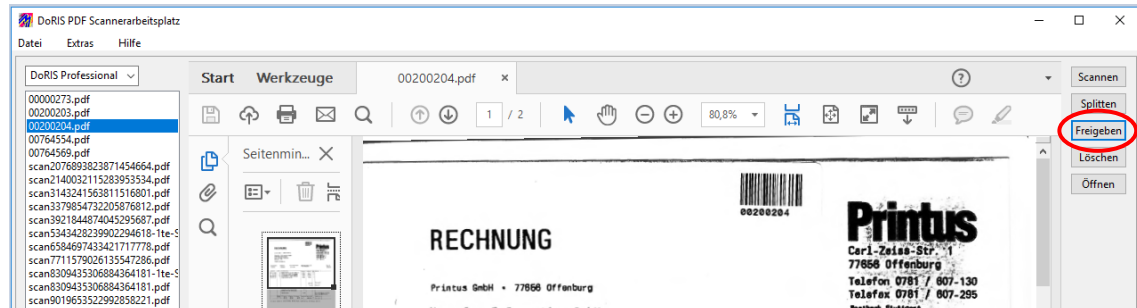 DoRIS PDF Scannerarbeitsplatz
Datei Extras Hilfe
DoRIS Professional
00000273.pdf
00200203.pdf
00200204.pdf
00764554.pdf
00764569.pdf
scan2076893823871454664.pdf
scan2140032115283953534.pdf
scan3143241563811516801.pdf
scan3379854732205876812.pdf
scan3921844874045295687.pdf
scan5343428239902294618-1te-S
scan6584697433421717778.pdf
scan7711579026135547286.pdf
scan8309435306884364181-1te-S
scan8309435306884364181.pdf
scan9019653522992858221.pdf
Start Werkzeuge 00200204.pdf ×
1 / 2 80,8%
Seitenmin...
00200204
RECHNUNG
Printus GmbH • 77656 Offenburg
Printus
Carl-Zeiss-Str. 1
77656 Offenburg
Telefon 0781 / 607-130
Telefax 0781 / 607-295
Scannen
Splitten
Freigeben
Löschen
Öffnen